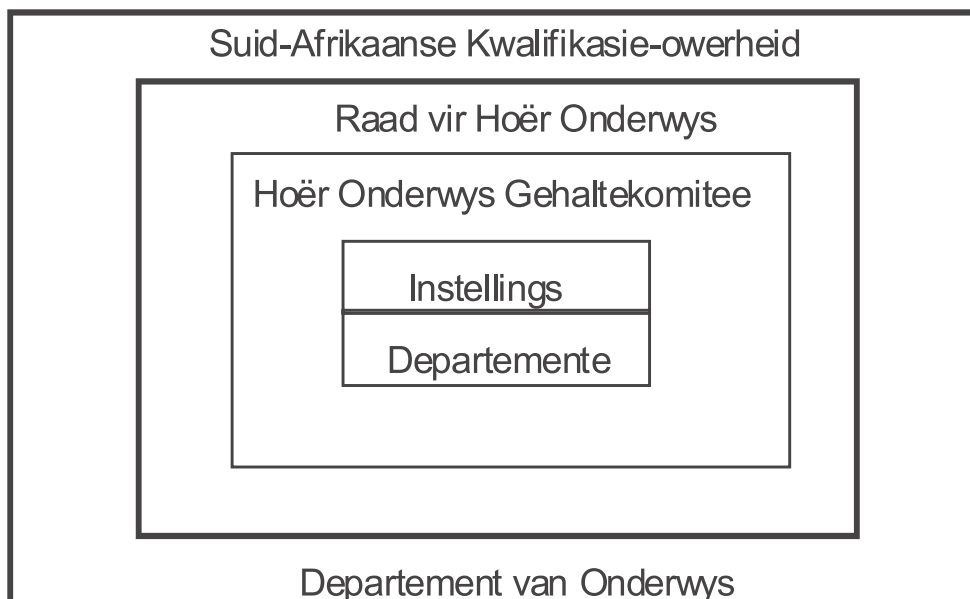 Suid-Afrikaanse Kwalifikasie-owerheid
Raad vir Hoër Onderwys
Hoër Onderwys Gehaltekomitee
Instellings
Departemente
Departement van Onderwys